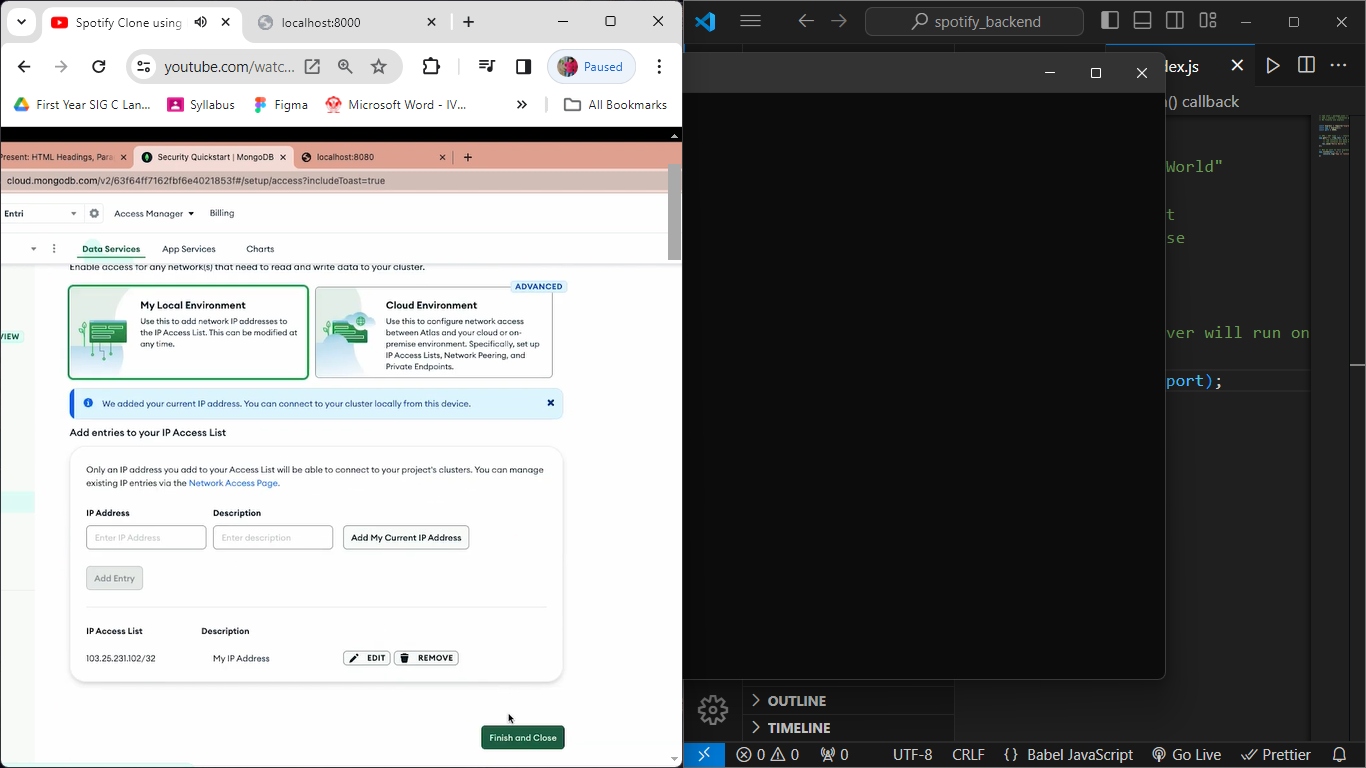 Spotify Clone using
localhost:8000
youtube.com/watc...
Paused
First Year SIG C Lan...
Syllabus
Figma
Microsoft Word - IV...
All Bookmarks
Present: HTML Headings, Para
Security Quickstart | MongoDB
localhost:8080
cloud.mongodb.com/v2/63f64ff7162fbf6e4021853f#/setup/access?includeToast=true
Entri
Access Manager
Billing
Data Services
App Services
Charts
Enable access for any network(s) that need to read and write data to your cluster.
VIEW
My Local Environment
Use this to add network IP addresses to
the IP Access List. This can be modified at
any time.
ADVANCED
Cloud Environment
Use this to configure network access
between Atlas and your cloud or on-
premise environment. Specifically, set up
IP Access Lists, Network Peering, and
Private Endpoints.
We added your current IP address. You can connect to your cluster locally from this device.
Add entries to your IP Access List
Only an IP address you add to your Access List will be able to connect to your project's clusters. You can manage
existing IP entries via the Network Access Page.
IP Address
Description
Enter IP Address
Enter description
Add My Current IP Address
Add Entry
IP Access List
Description
103.25.231.102/32
My IP Address
EDIT
REMOVE
Finish and Close
spotify_backend
dex.js
) callback
World"
t
se
ver will run on
port);
OUTLINE
TIMELINE
0
0
0
UTF-8
CRLF
{ } Babel JavaScript
Go Live
Prettier